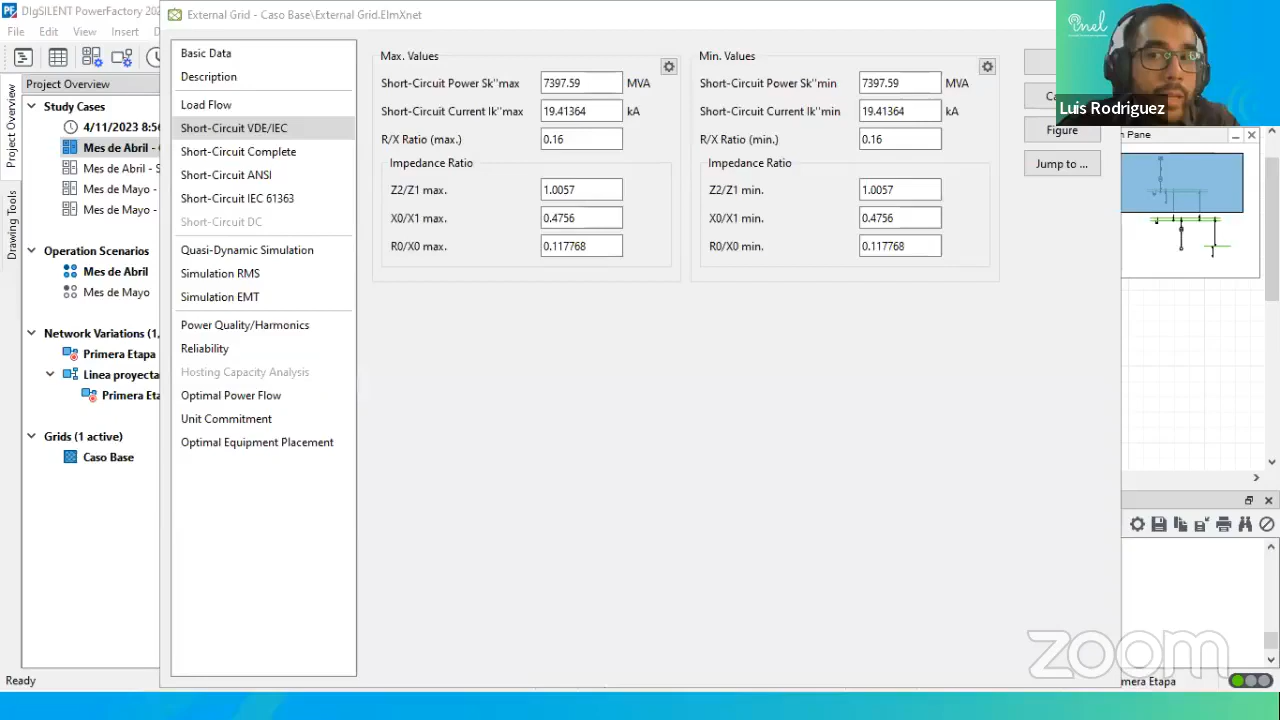 DIgSILENT PowerFactory 202
External Grid - Caso Base\External Grid.ElmXnet
File Edit View Insert
Project Overview
Project Overview
Drawing Tools
Study Cases
4/11/2023 8:56
Mes de Abril -
Mes de Abril - S
Mes de Mayo -
Mes de Mayo -
Operation Scenarios
Mes de Abril
Mes de Mayo
Network Variations (1,
Primera Etapa
Linea proyecta
Primera Eta
Grids (1 active)
Caso Base
Ready
Basic Data
Description
Load Flow
Short-Circuit VDE/IEC
Short-Circuit Complete
Short-Circuit ANSI
Short-Circuit IEC 61363
Short-Circuit DC
Quasi-Dynamic Simulation
Simulation RMS
Simulation EMT
Power Quality/Harmonics
Reliability
Hosting Capacity Analysis
Optimal Power Flow
Unit Commitment
Optimal Equipment Placement
Max. Values
Short-Circuit Power Sk''max 7397.59 MVA
Short-Circuit Current Ik''max 19.41364 kA
R/X Ratio (max.) 0.16
Impedance Ratio
Z2/Z1 max. 1.0057
X0/X1 max. 0.4756
R0/X0 max. 0.117768
Min. Values
Short-Circuit Power Sk''min 7397.59 MVA
Short-Circuit Current Ik''min 19.41364 kA
R/X Ratio (min.) 0.16
Impedance Ratio
Z2/Z1 min. 1.0057
X0/X1 min. 0.4756
R0/X0 min. 0.117768
Ca
Figure
Jump to ...
inel
Luis Rodriguez
n Pane
zoom
mera Etapa